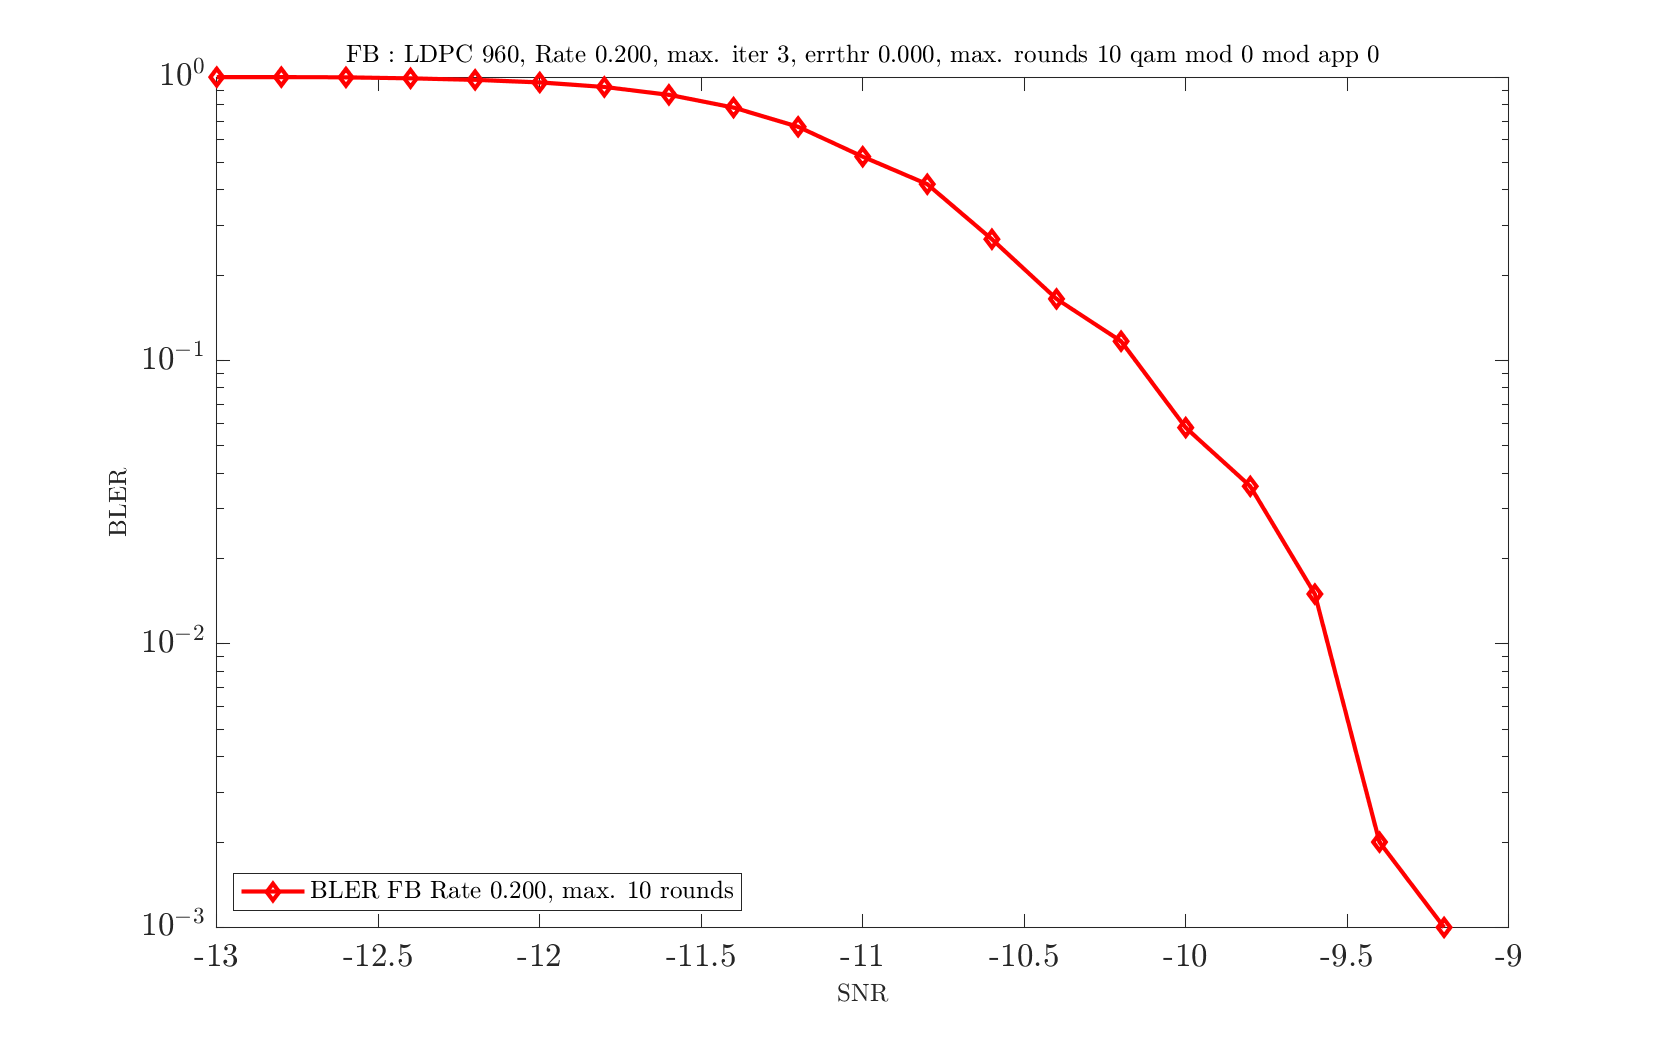 FB : LDPC 960, Rate 0.200, max. iter 3, errthr 0.000, max. rounds 10 qam mod 0 mod app 0
10^0
10^−1
10^−2
10^−3
BLER
BLER FB Rate 0.200, max. 10 rounds
-13 -12.5 -12 -11.5 -11 -10.5 -10 -9.5 -9
SNR